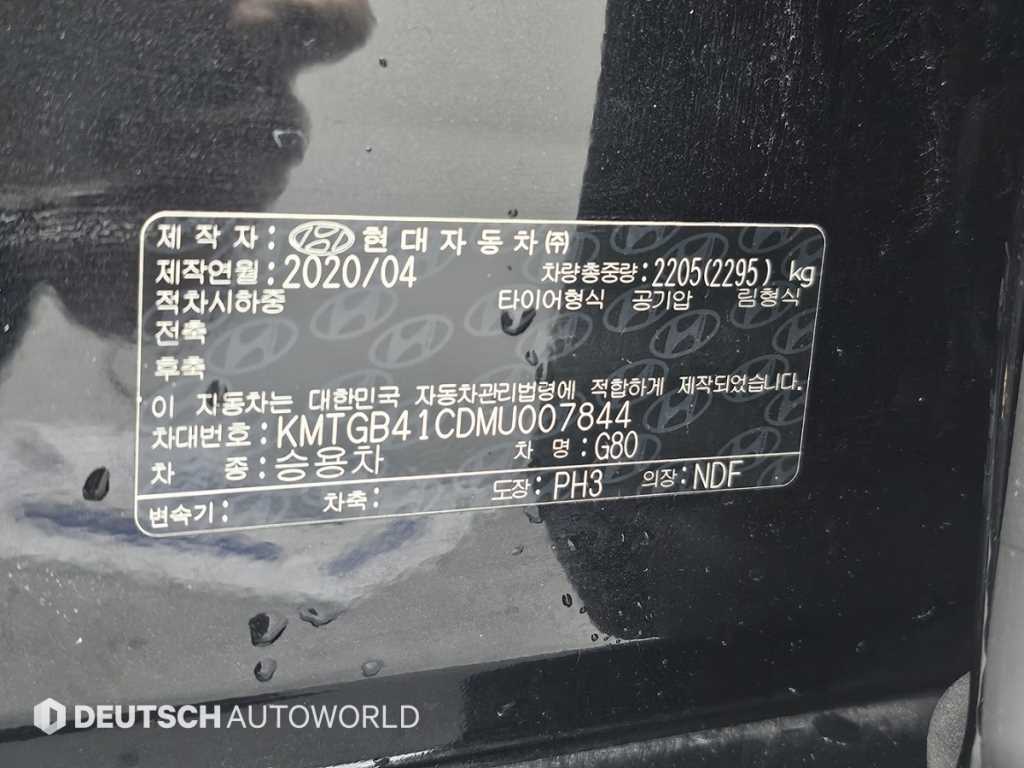 제 작 자 : 현대자동차㈜
제작연월 : 2020/04 차량총중량: 2205(2295) kg
적차시하중 타이어형식 공기압 림형식
전축
후축
이 자동차는 대한민국 자동차관리법령에 적합하게 제작되었습니다.
차대번호 : KMTGB41CDMU007844
차 종 : 승용차 차 명 : G80
변속기 : 차축 : 도장 : PH3 의장 : NDF
DEUTSCH AUTOWORLD